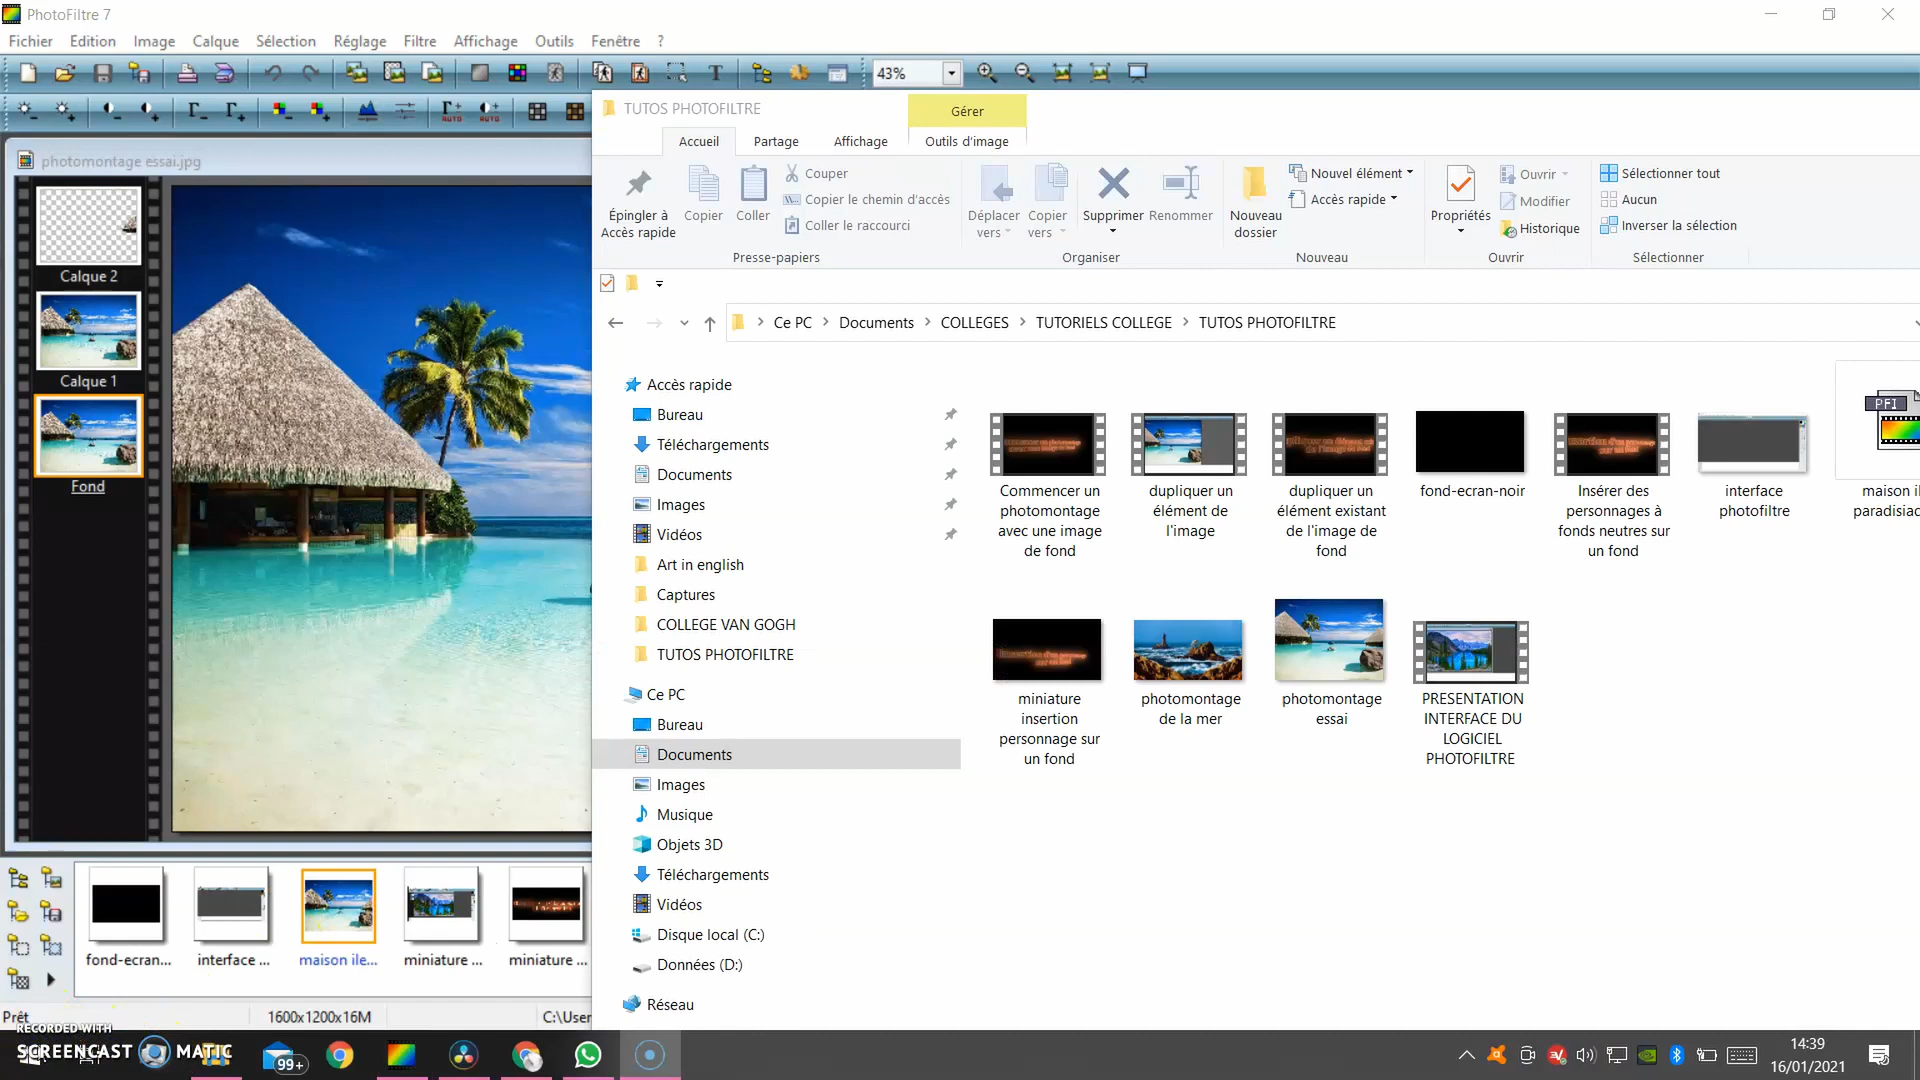 PhotoFiltre 7
Fichier Edition Image Calque Sélection Réglage Filtre Affichage Outils Fenêtre ?
43%
AUTO AUTO
photomontage essai.jpg
Calque 2
Calque 1
Fond
fond-ecran... interface ... maison ile... miniature ... miniature ...
Prêt 1600x1200x16M C:\User
TUTOS PHOTOFILTRE
Gérer
Accueil Partage Affichage Outils d'image
Épingler à
Accès rapide
Copier
Coller
Couper
Copier le chemin d'accès
Coller le raccourci
Presse-papiers
Déplacer
vers
Copier
vers
Supprimer
Renommer
Organiser
Nouveau
dossier
Nouvel élément
Accès rapide
Nouveau
Propriétés
Ouvrir
Modifier
Historique
Ouvrir
Sélectionner tout
Aucun
Inverser la sélection
Sélectionner
Ce PC Documents COLLEGES TUTORIELS COLLEGE TUTOS PHOTOFILTRE
Accès rapide
Bureau
Téléchargements
Documents
Images
Vidéos
Art in english
Captures
COLLEGE VAN GOGH
TUTOS PHOTOFILTRE
Ce PC
Bureau
Documents
Images
Musique
Objets 3D
Téléchargements
Vidéos
Disque local (C:)
Données (D:)
Réseau
Commencer un
photomontage
avec une image
de fond
dupliquer un
élément de
l'image
dupliquer un
élément existant
de l'image de
fond
fond-ecran-noir
Insérer des
personnages à
fonds neutres sur
un fond
interface
photofiltre
PFI
maison il
paradisiac
miniature
insertion
personnage sur
un fond
photomontage
de la mer
photomontage
essai
PRESENTATION
INTERFACE DU
LOGICIEL
PHOTOFILTRE
RECORDED WITH
SCREENCAST MATIC
99+
14:39
16/01/2021